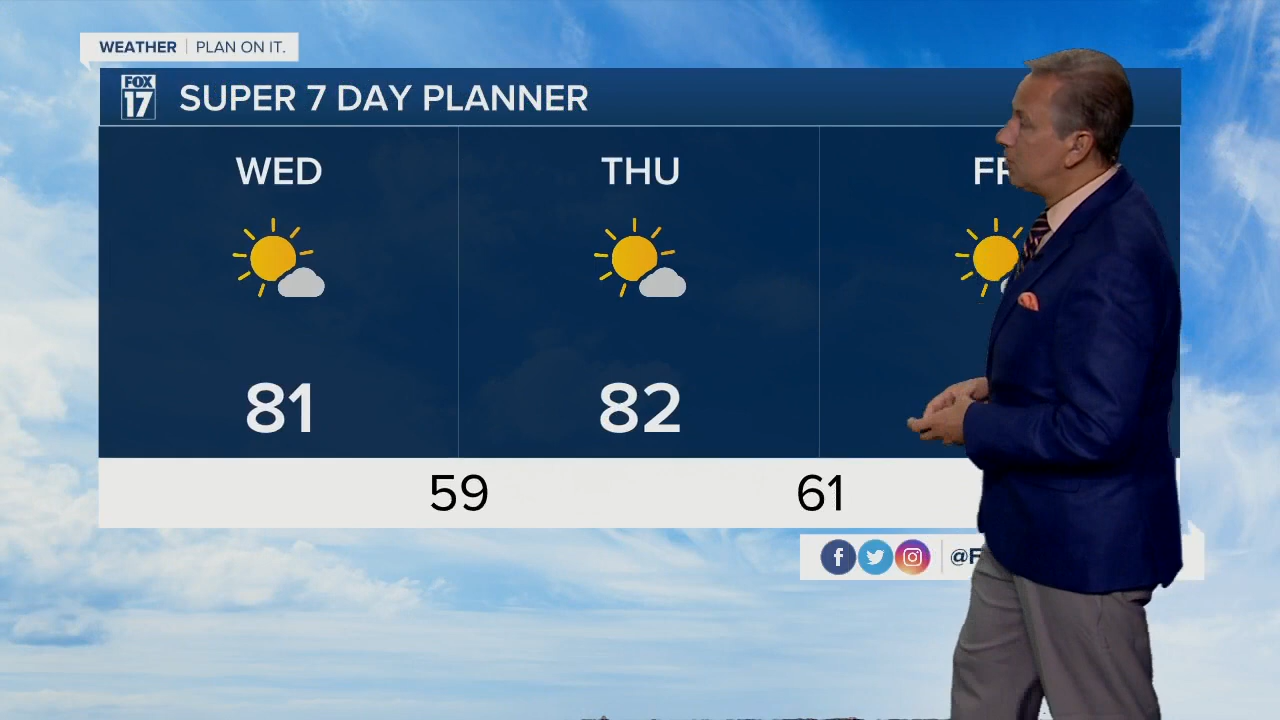 WEATHER | PLAN ON IT.
FOX
17
SUPER 7 DAY PLANNER
WED
THU
81
82
59
61